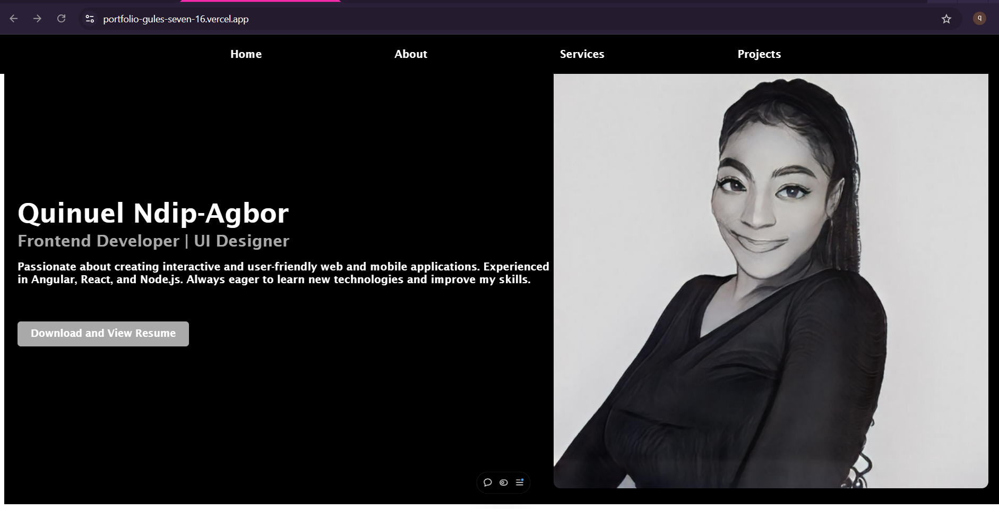 portfolio-gules-seven-16.vercel.app
q
Home About Services Projects
Quinuel Ndip-Agbor
Frontend Developer | UI Designer
Passionate about creating interactive and user-friendly web and mobile applications. Experienced
in Angular, React, and Node.js. Always eager to learn new technologies and improve my skills.
Download and View Resume